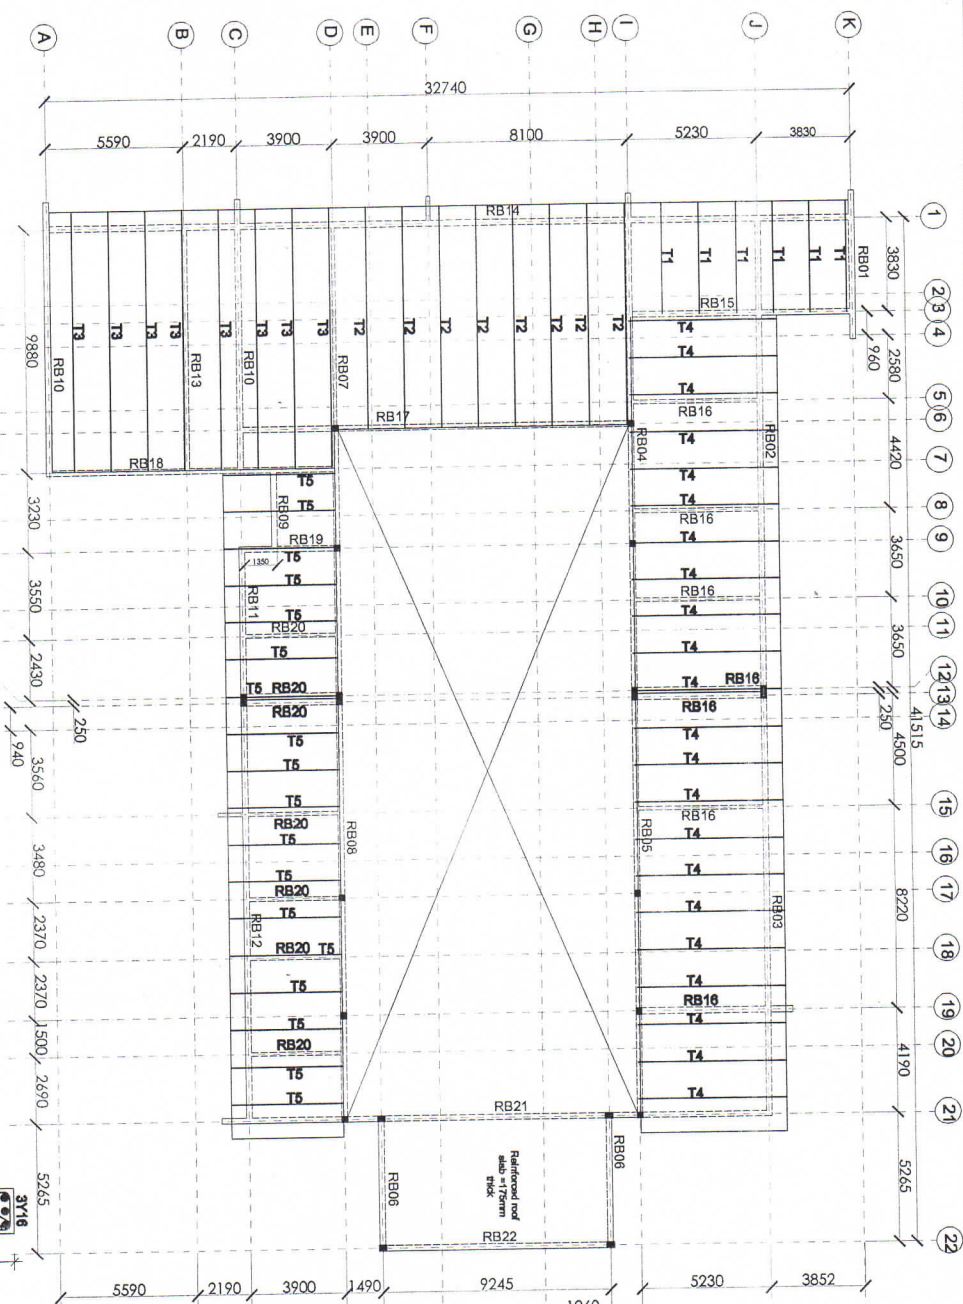 A
B
C
D
E
F
G
H
I
J
K
32740
5590
2190
3900
3900
8100
5230
3830
1
2
3
4
5
6
7
8
9
10
11
12
13
14
15
16
17
18
19
20
21
22
3830
960
2580
4420
3650
3650
250
41515
4500
8220
4190
5265
RB14
RB01
T1
T1
T1
T1
T1
T1
RB15
T3
T3
T3
T3
T3
T3
T3
T3
T2
T2
T2
T2
T2
T2
T2
T2
RB10
RB13
RB10
RB07
RB17
RB18
T4
T4
RB16
T4
RB04
RB02
T4
T4
RB16
T4
T4
RB16
T4
T4
T4
RB16
RB16
T4
T4
T4
RB16
RB05
T4
T4
T4
RB03
T4
T4
RB16
T4
T4
T4
T5
T5
RB09
RB19
T5
1350
T5
RB11
T5
RB20
T5
T5
RB20
RB20
T5
T5
T5
RB20
T5
RB08
T5
RB20
T5
RB12
RB20
T5
T5
T5
RB20
T5
T5
RB21
RB06
RB06
RB22
Reinforced roof
slab =175mm
thick
9880
3230
3550
2430
250
940
3560
3480
2370
2370
1500
2690
5265
3Y16
5590
2190
3900
1490
9245
5230
3852